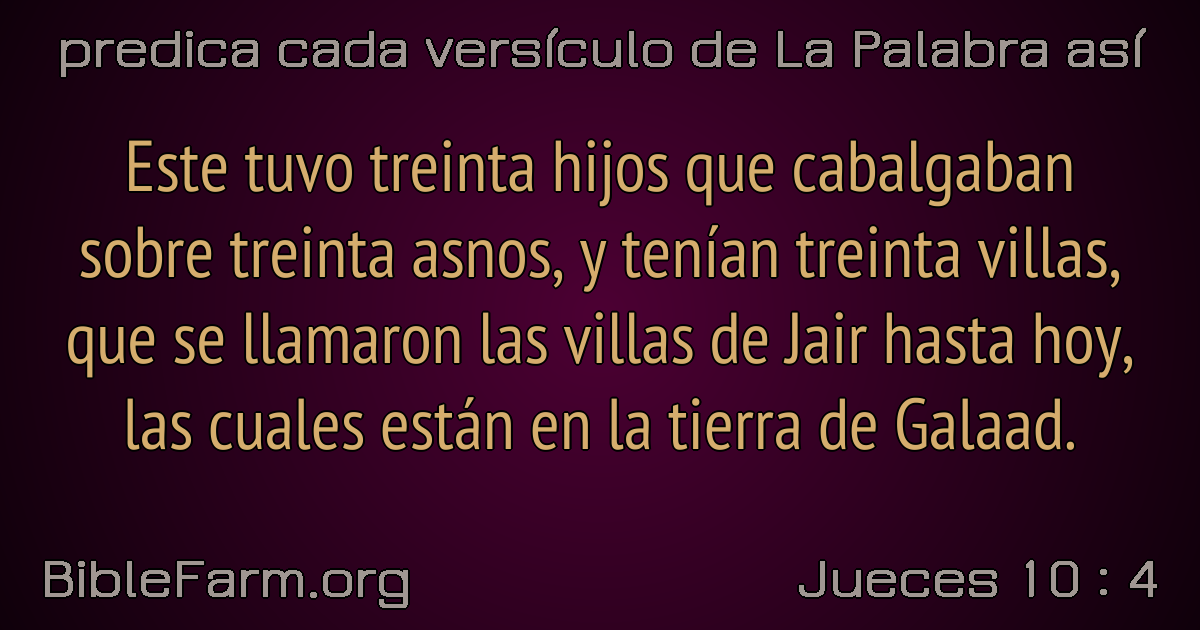 predica cada versículo de La Palabra así
Este tuvo treinta hijos que cabalgaban
sobre treinta asnos, y tenían treinta villas,
que se llamaron las villas de Jair hasta hoy,
las cuales están en la tierra de Galaad.
BibleFarm.org
Jueces 10 : 4